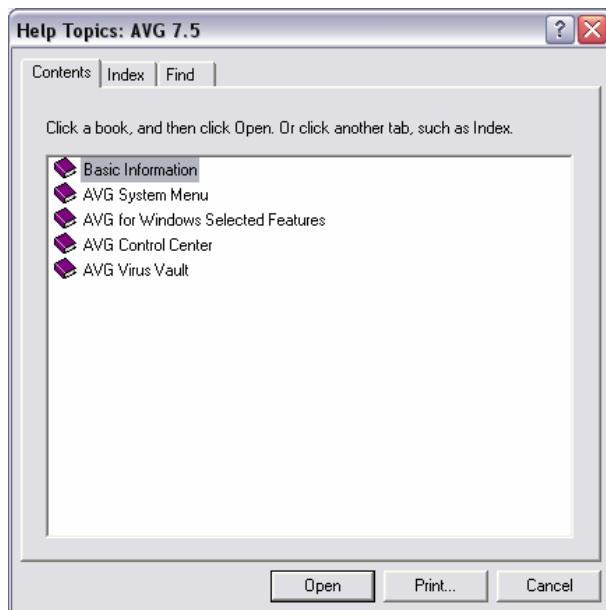 Help Topics: AVG 7.5
Contents Index Find
Click a book, and then click Open. Or click another tab, such as Index.
Basic Information
AVG System Menu
AVG for Windows Selected Features
AVG Control Center
AVG Virus Vault
Open Print... Cancel